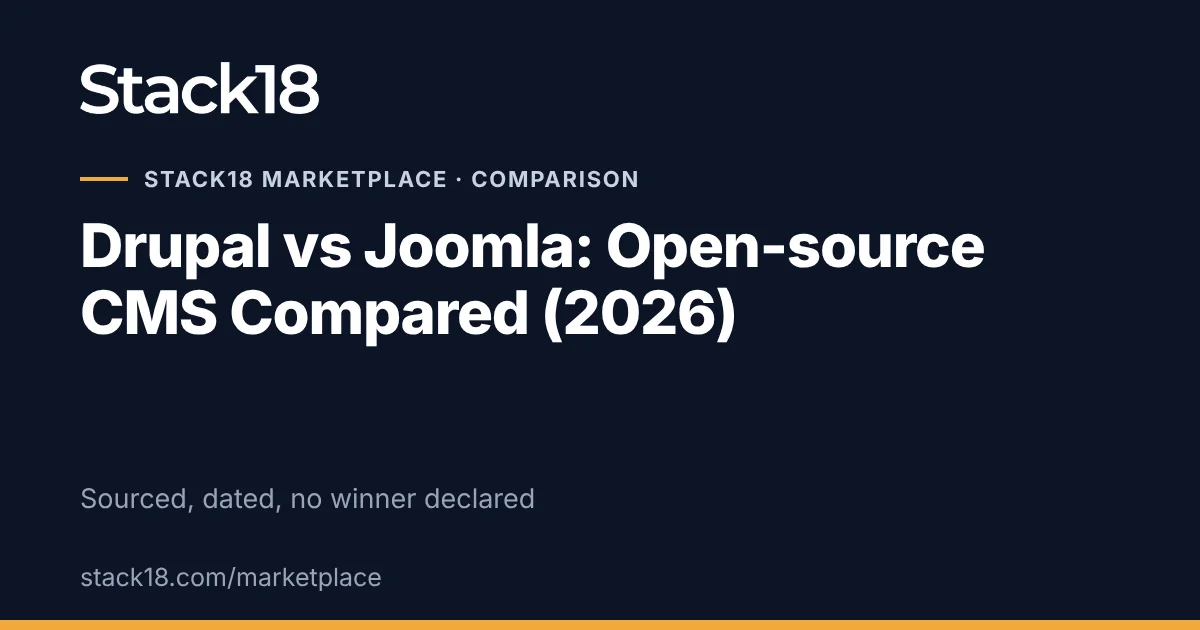 Stack18
STACK18 MARKETPLACE · COMPARISON
Drupal vs Joomla: Open-source
CMS Compared (2026)
Sourced, dated, no winner declared
stack18.com/marketplace